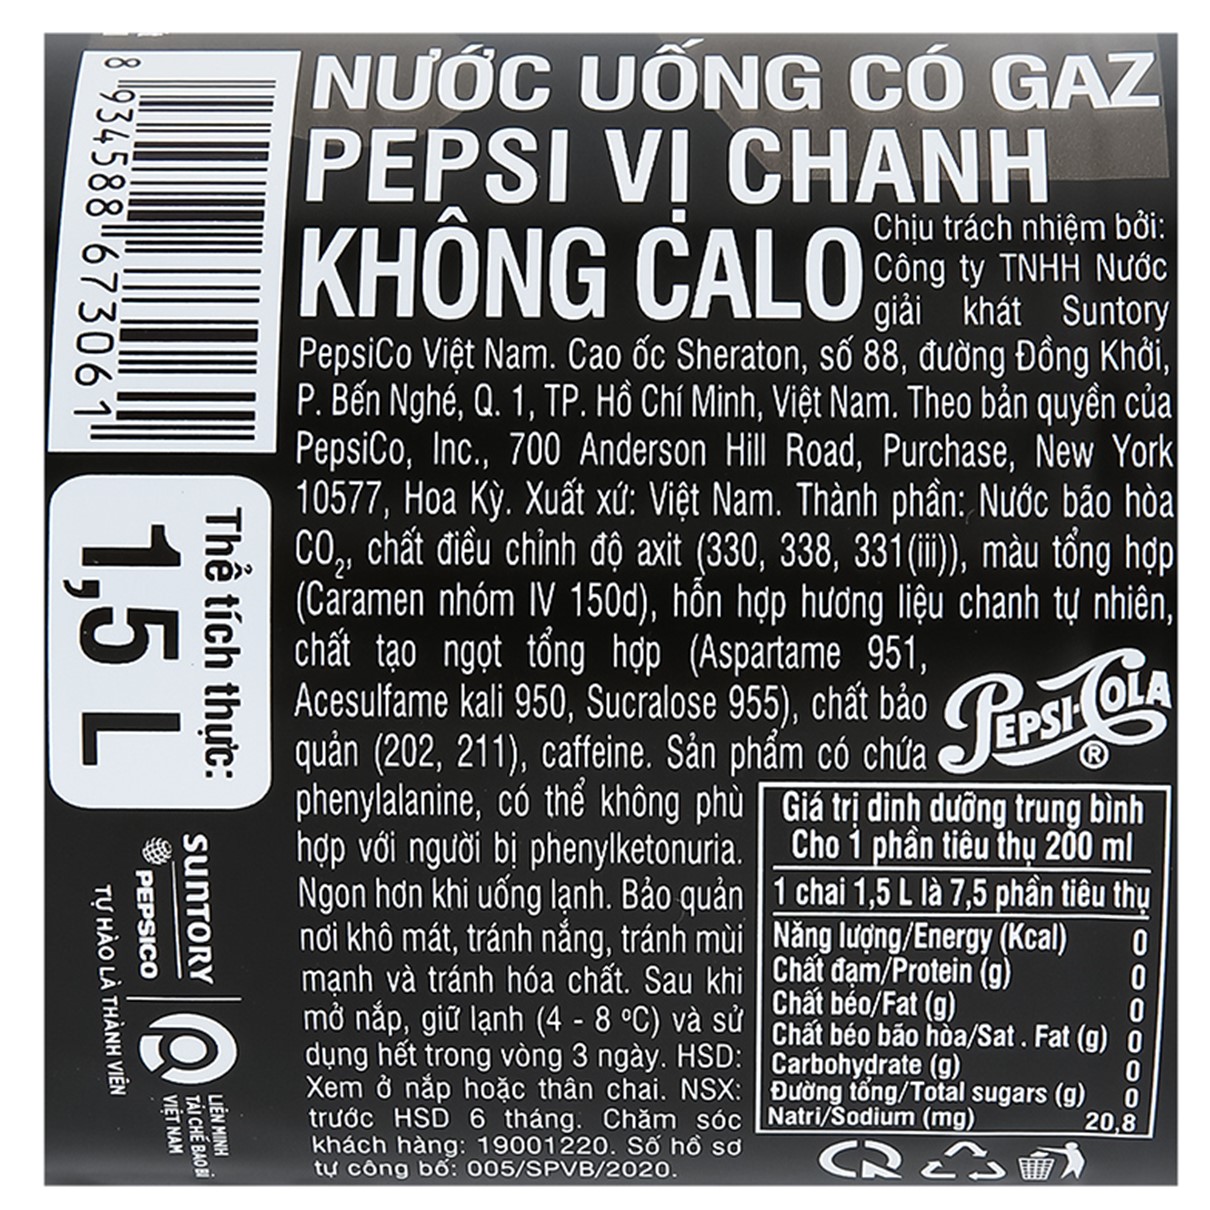 NƯỚC UỐNG CÓ GAZ
PEPSI VỊ CHANH
KHÔNG CALO
Chịu trách nhiệm bởi:
Công ty TNHH Nước
giải khát Suntory
PepsiCo Việt Nam. Cao ốc Sheraton, số 88, đường Đồng Khởi,
P. Bến Nghé, Q. 1, TP. Hồ Chí Minh, Việt Nam. Theo bản quyền của
PepsiCo, Inc., 700 Anderson Hill Road, Purchase, New York
10577, Hoa Kỳ. Xuất xứ: Việt Nam. Thành phần: Nước bão hòa
CO₂, chất điều chỉnh độ axit (330, 338, 331(iii)), màu tổng hợp
(Caramen nhóm IV 150d), hỗn hợp hương liệu chanh tự nhiên,
chất tạo ngọt tổng hợp (Aspartame 951,
Acesulfame kali 950, Sucralose 955), chất bảo
quản (202, 211), caffeine. Sản phẩm có chứa
phenylalanine, có thể không phù
hợp với người bị phenylketonuria.
Ngon hơn khi uống lạnh. Bảo quản
nơi khô mát, tránh nắng, tránh mùi
mạnh và tránh hóa chất. Sau khi
mở nắp, giữ lạnh (4 - 8 ºC) và sử
dụng hết trong vòng 3 ngày. HSD:
Xem ở nắp hoặc thân chai. NSX:
trước HSD 6 tháng. Chăm sóc
khách hàng: 19001220. Số hồ sơ
tự công bố: 005/SPVB/2020.
PEPSI-COLA
®
Giá trị dinh dưỡng trung bình
Cho 1 phần tiêu thụ 200 ml
1 chai 1,5 L là 7,5 phần tiêu thụ
Năng lượng/Energy (Kcal) 0
Chất đạm/Protein (g) 0
Chất béo/Fat (g) 0
Chất béo bão hòa/Sat . Fat (g) 0
Carbohydrate (g) 0
Đường tổng/Total sugars (g) 0
Natri/Sodium (mg) 20,8
8 934588 673061
Thể tích thực:
1,5 L
SUNTORY
PEPSICO
TỰ HÀO LÀ THÀNH VIÊN
LIÊN MINH
TÁI CHẾ BAO BÌ
VIỆT NAM